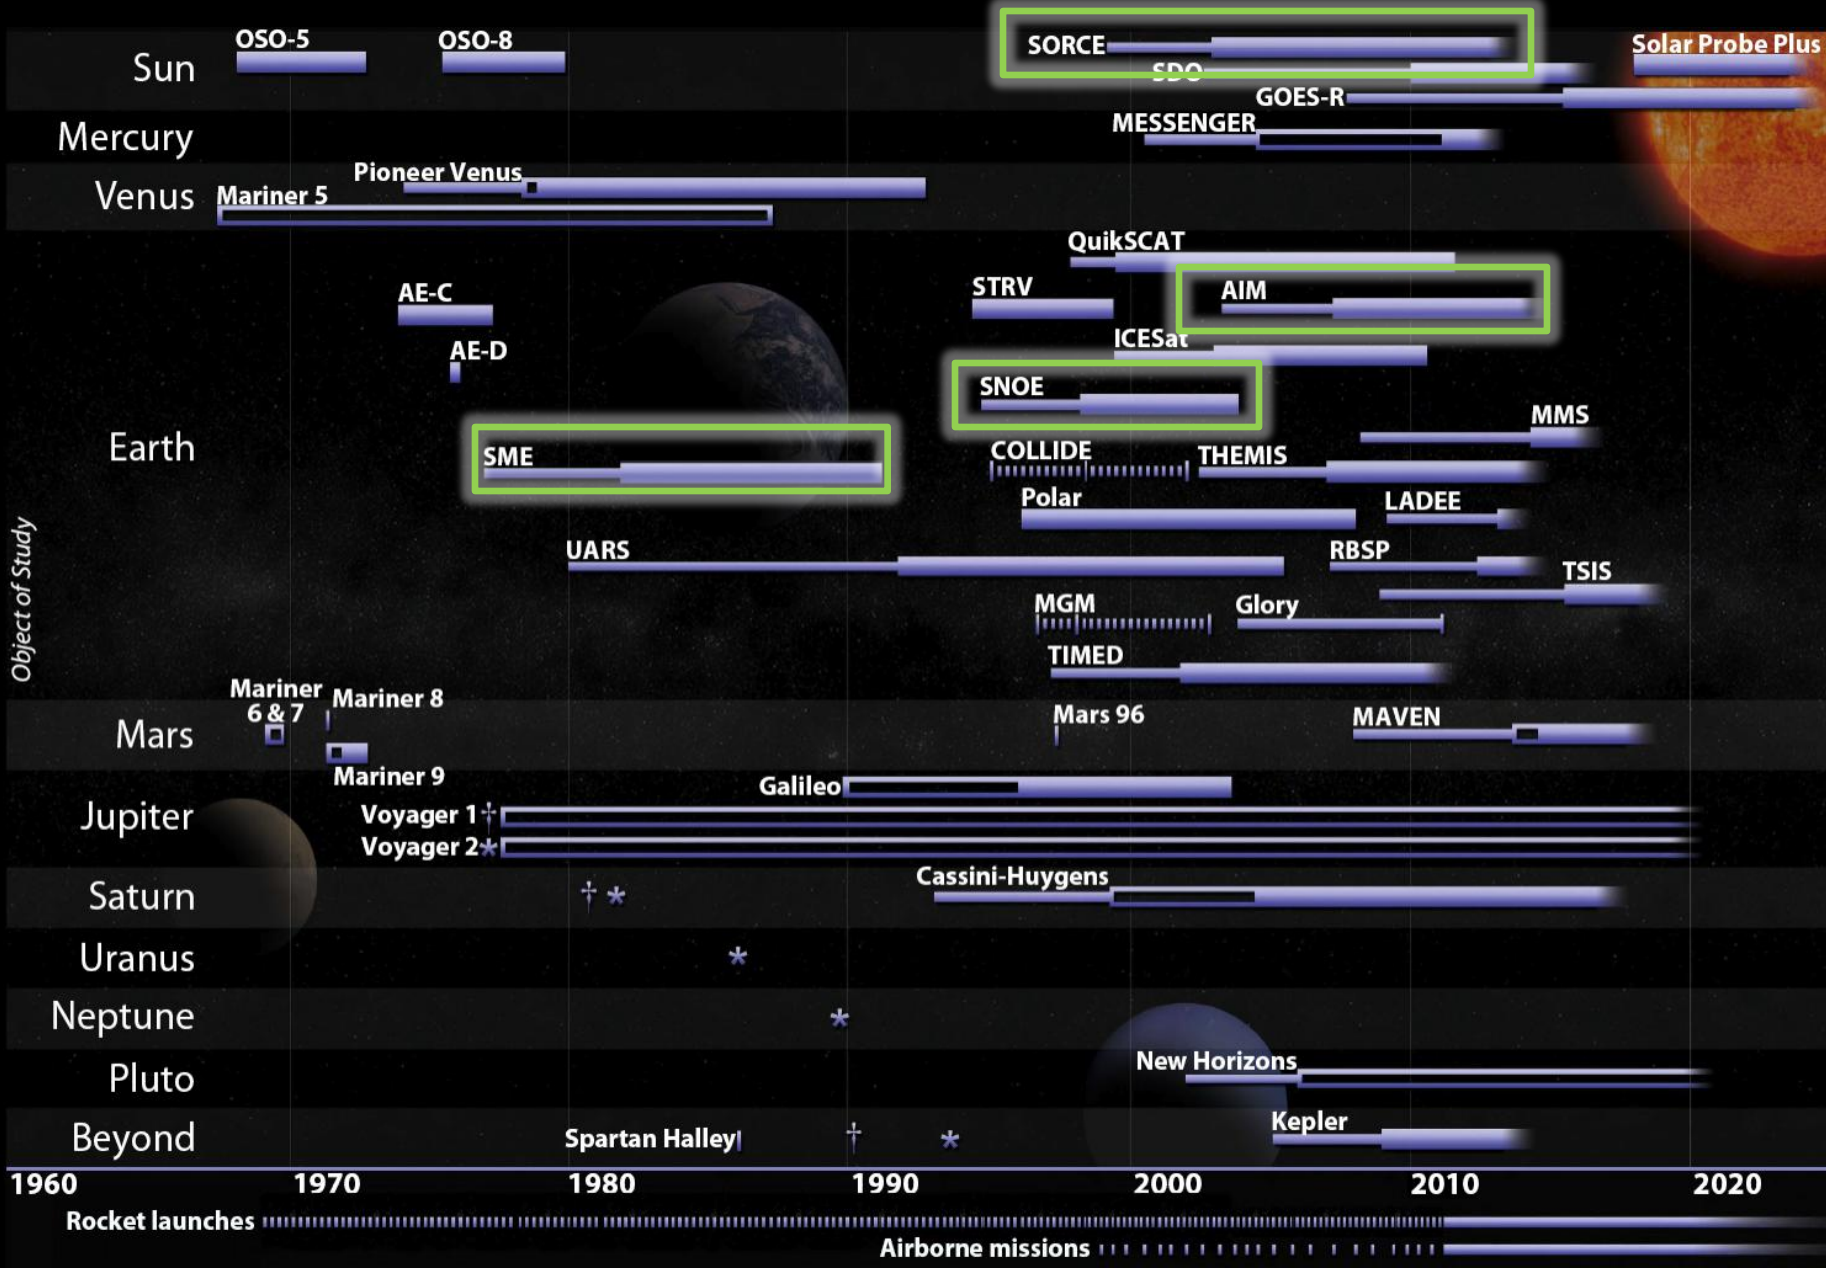 OSO-5
OSO-8
SORCE
Solar Probe Plus
Sun
SDO
GOES-R
Mercury
MESSENGER
Pioneer Venus
Venus
Mariner 5
QuikSCAT
AE-C
STRV
AIM
ICESat
AE-D
SNOE
MMS
Earth
SME
COLLIDE
THEMIS
Polar
LADEE
UARS
RBSP
TSIS
MGM
Glory
TIMED
Object of Study
Mariner
6 & 7
Mariner 8
Mars
Mars 96
MAVEN
Mariner 9
Galileo
Jupiter
Voyager 1†
Voyager 2*
Cassini-Huygens
Saturn
† *
Uranus
*
Neptune
*
New Horizons
Pluto
Kepler
Beyond
Spartan Halley
† *
1960 1970 1980 1990 2000 2010 2020
Rocket launches
Airborne missions